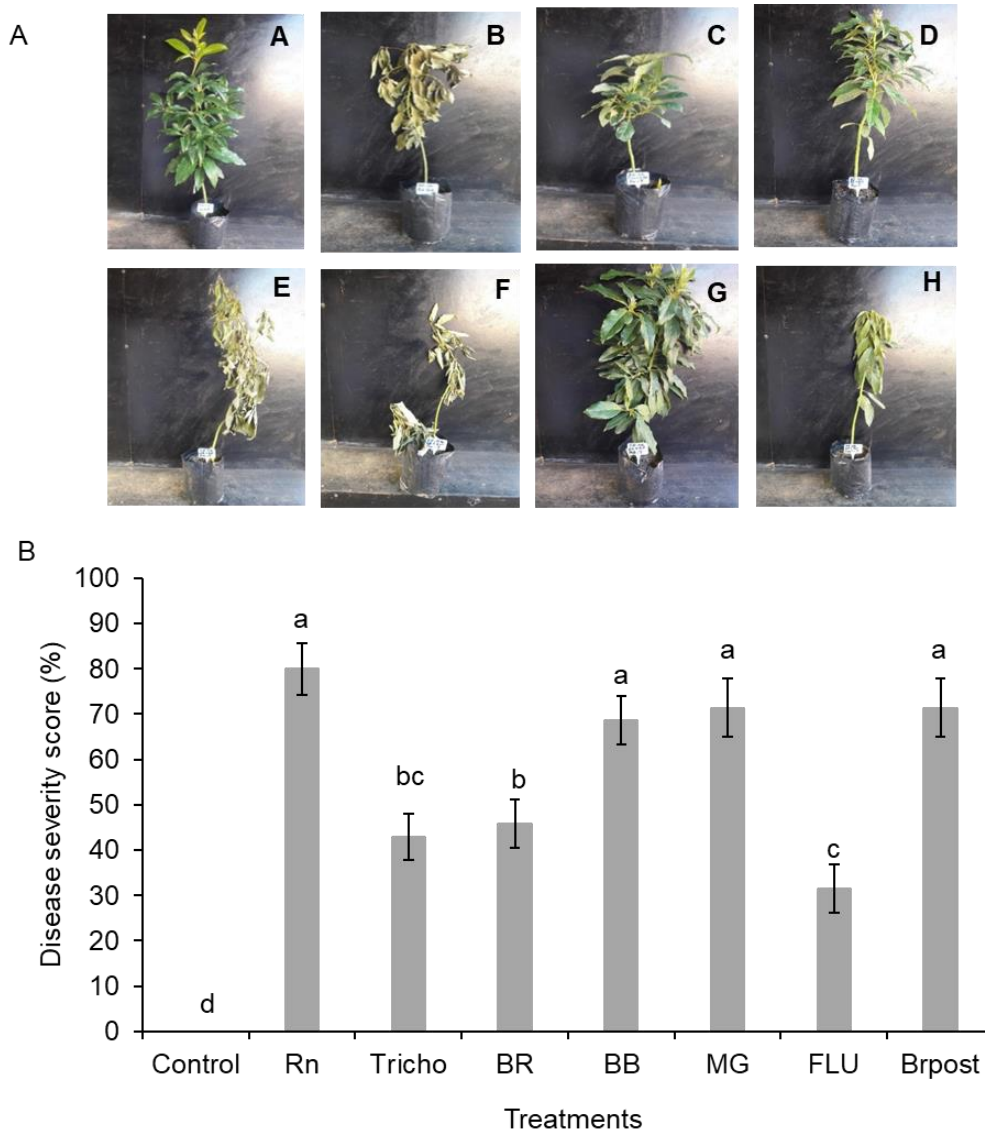 A
A
B
C
D
E
F
G
H
B
Disease severity score (%)
100
90
80
70
60
50
40
30
20
10
0
d
a
bc
b
a
a
c
a
Control Rn Tricho BR BB MG FLU Brpost
Treatments